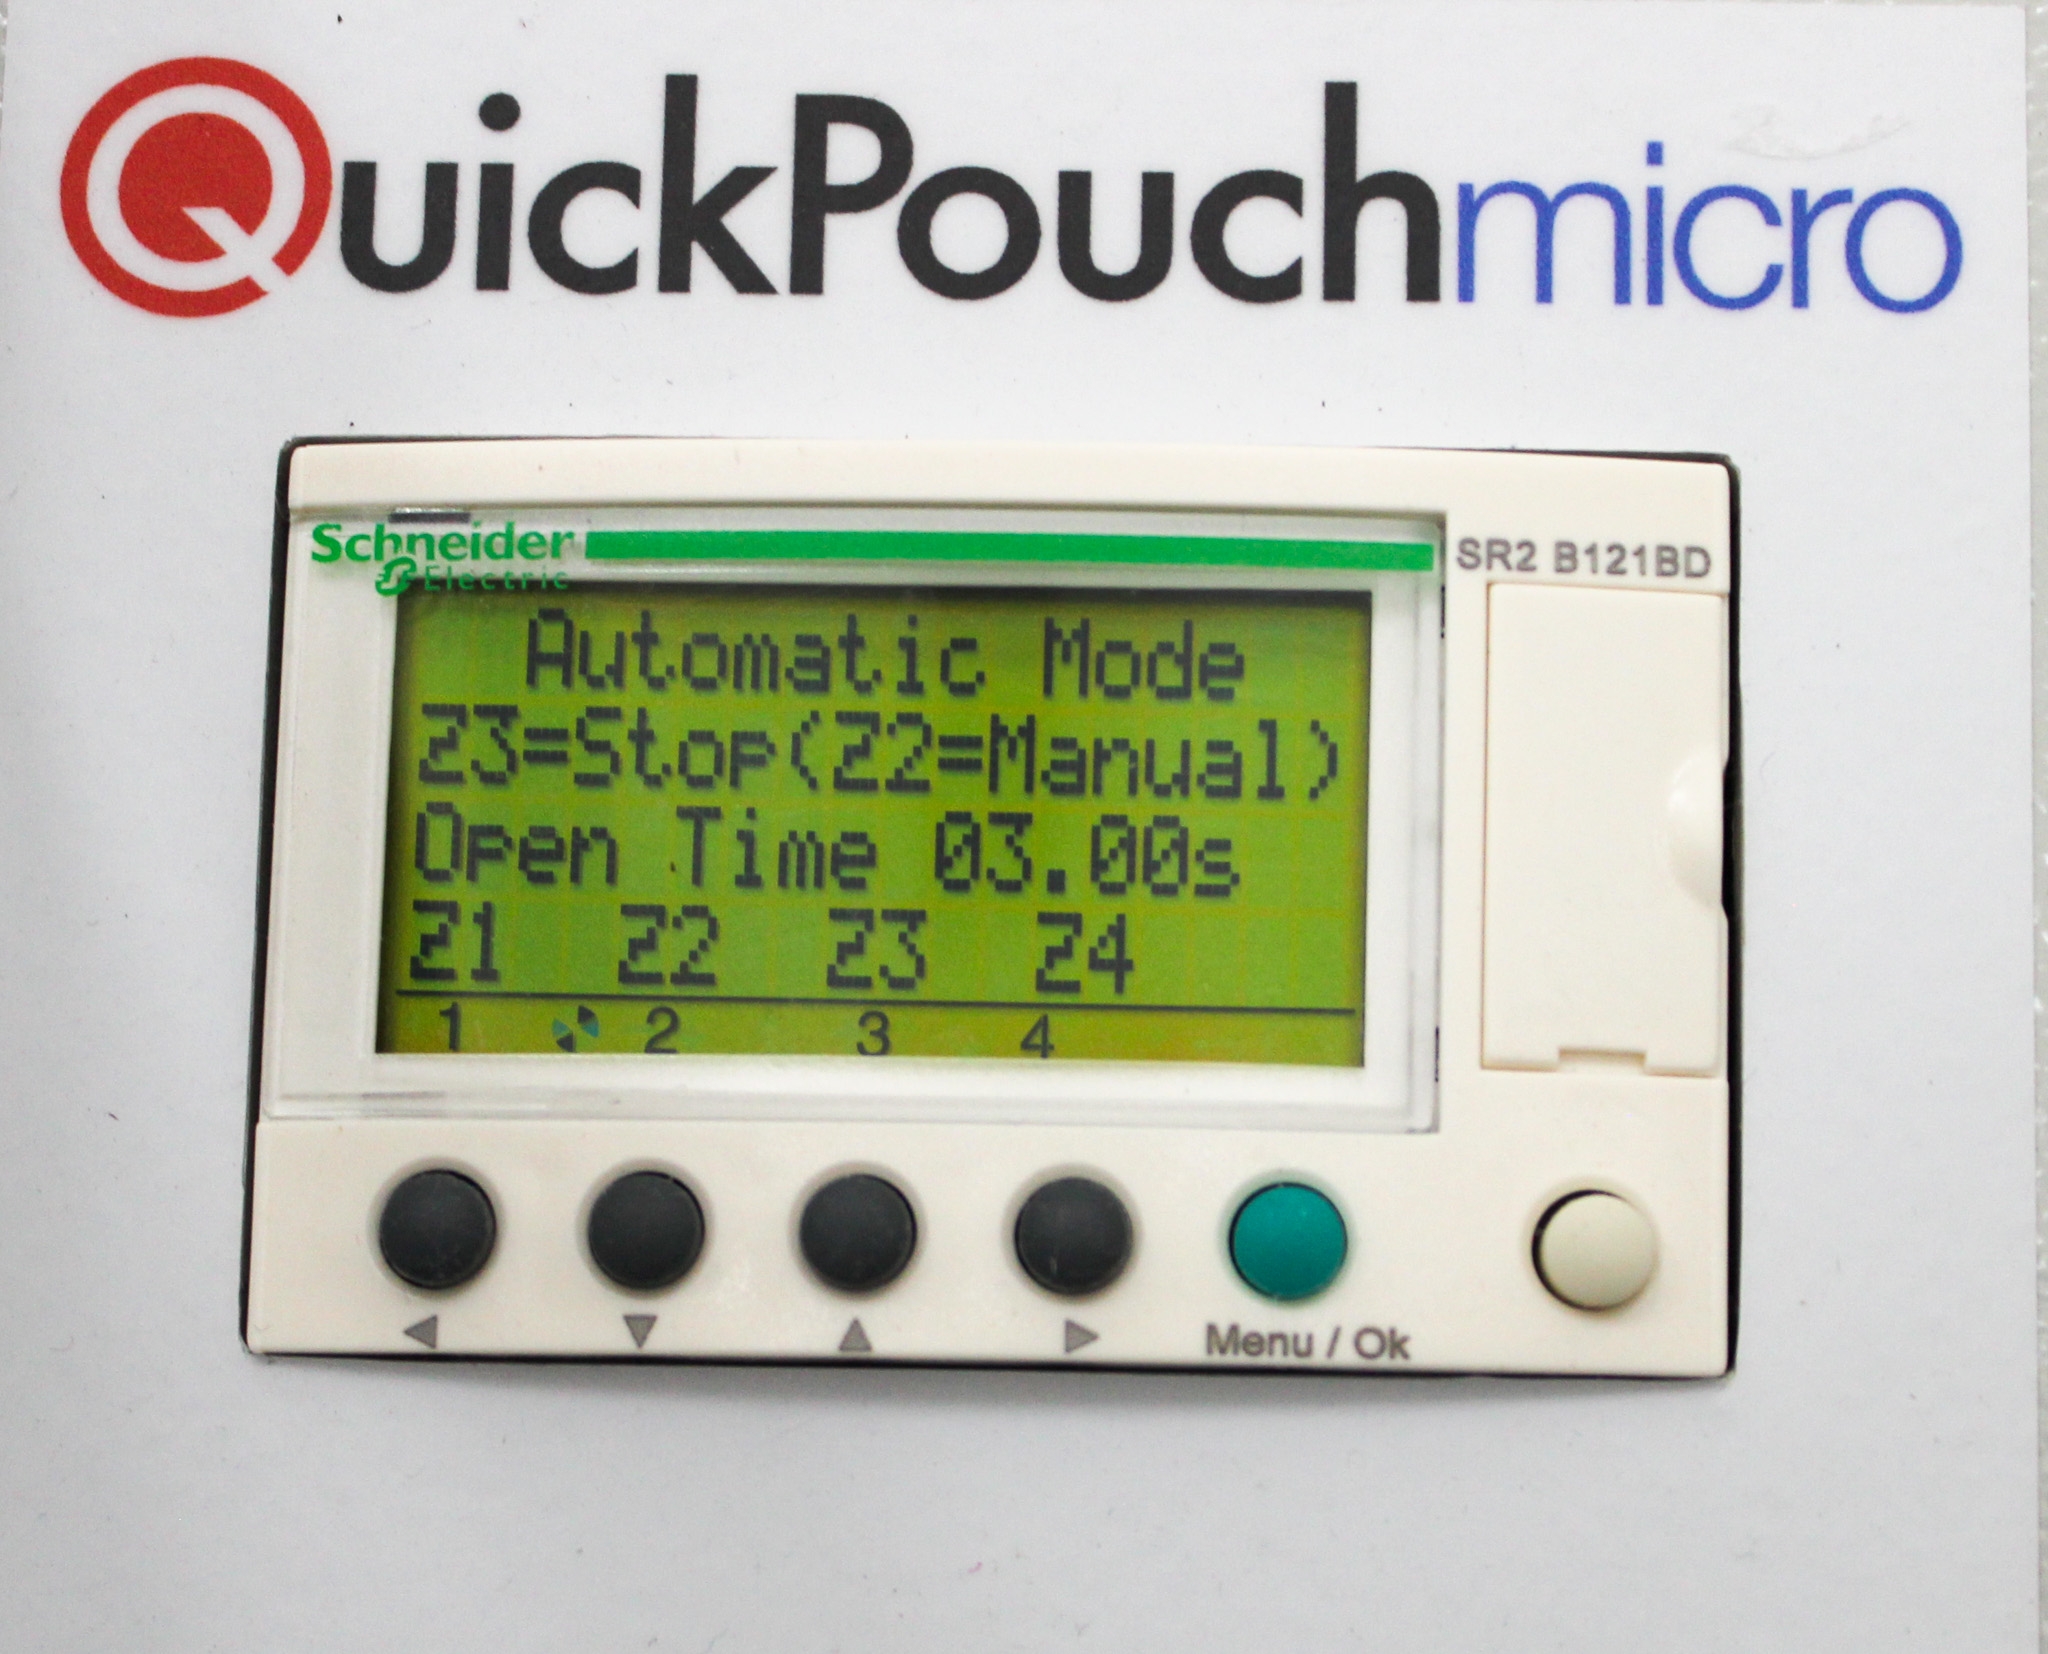 QuickPouchmicro
Schneider
Electric
SR2 B121BD
Automatic Mode
Z3=Stop(Z2=Manual)
Open Time 03.00s
Z1 Z2 Z3 Z4
1 2 3 4
Menu / Ok